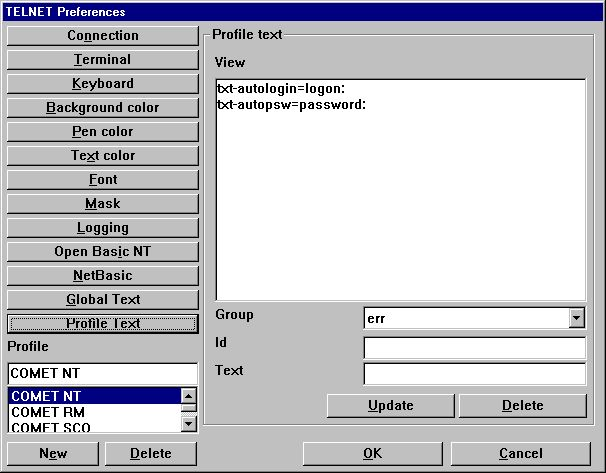 TELNET Preferences
Connection
Terminal
Keyboard
Background color
Pen color
Text color
Font
Mask
Logging
Open Basic NT
NetBasic
Global Text
Profile Text
Profile
COMET NT
COMET NT
COMET RM
COMET SCO
New
Delete
Profile text
View
txt-autologin=logon:
txt-autopsw=password:
Group
err
Id
Text
Update
Delete
OK
Cancel